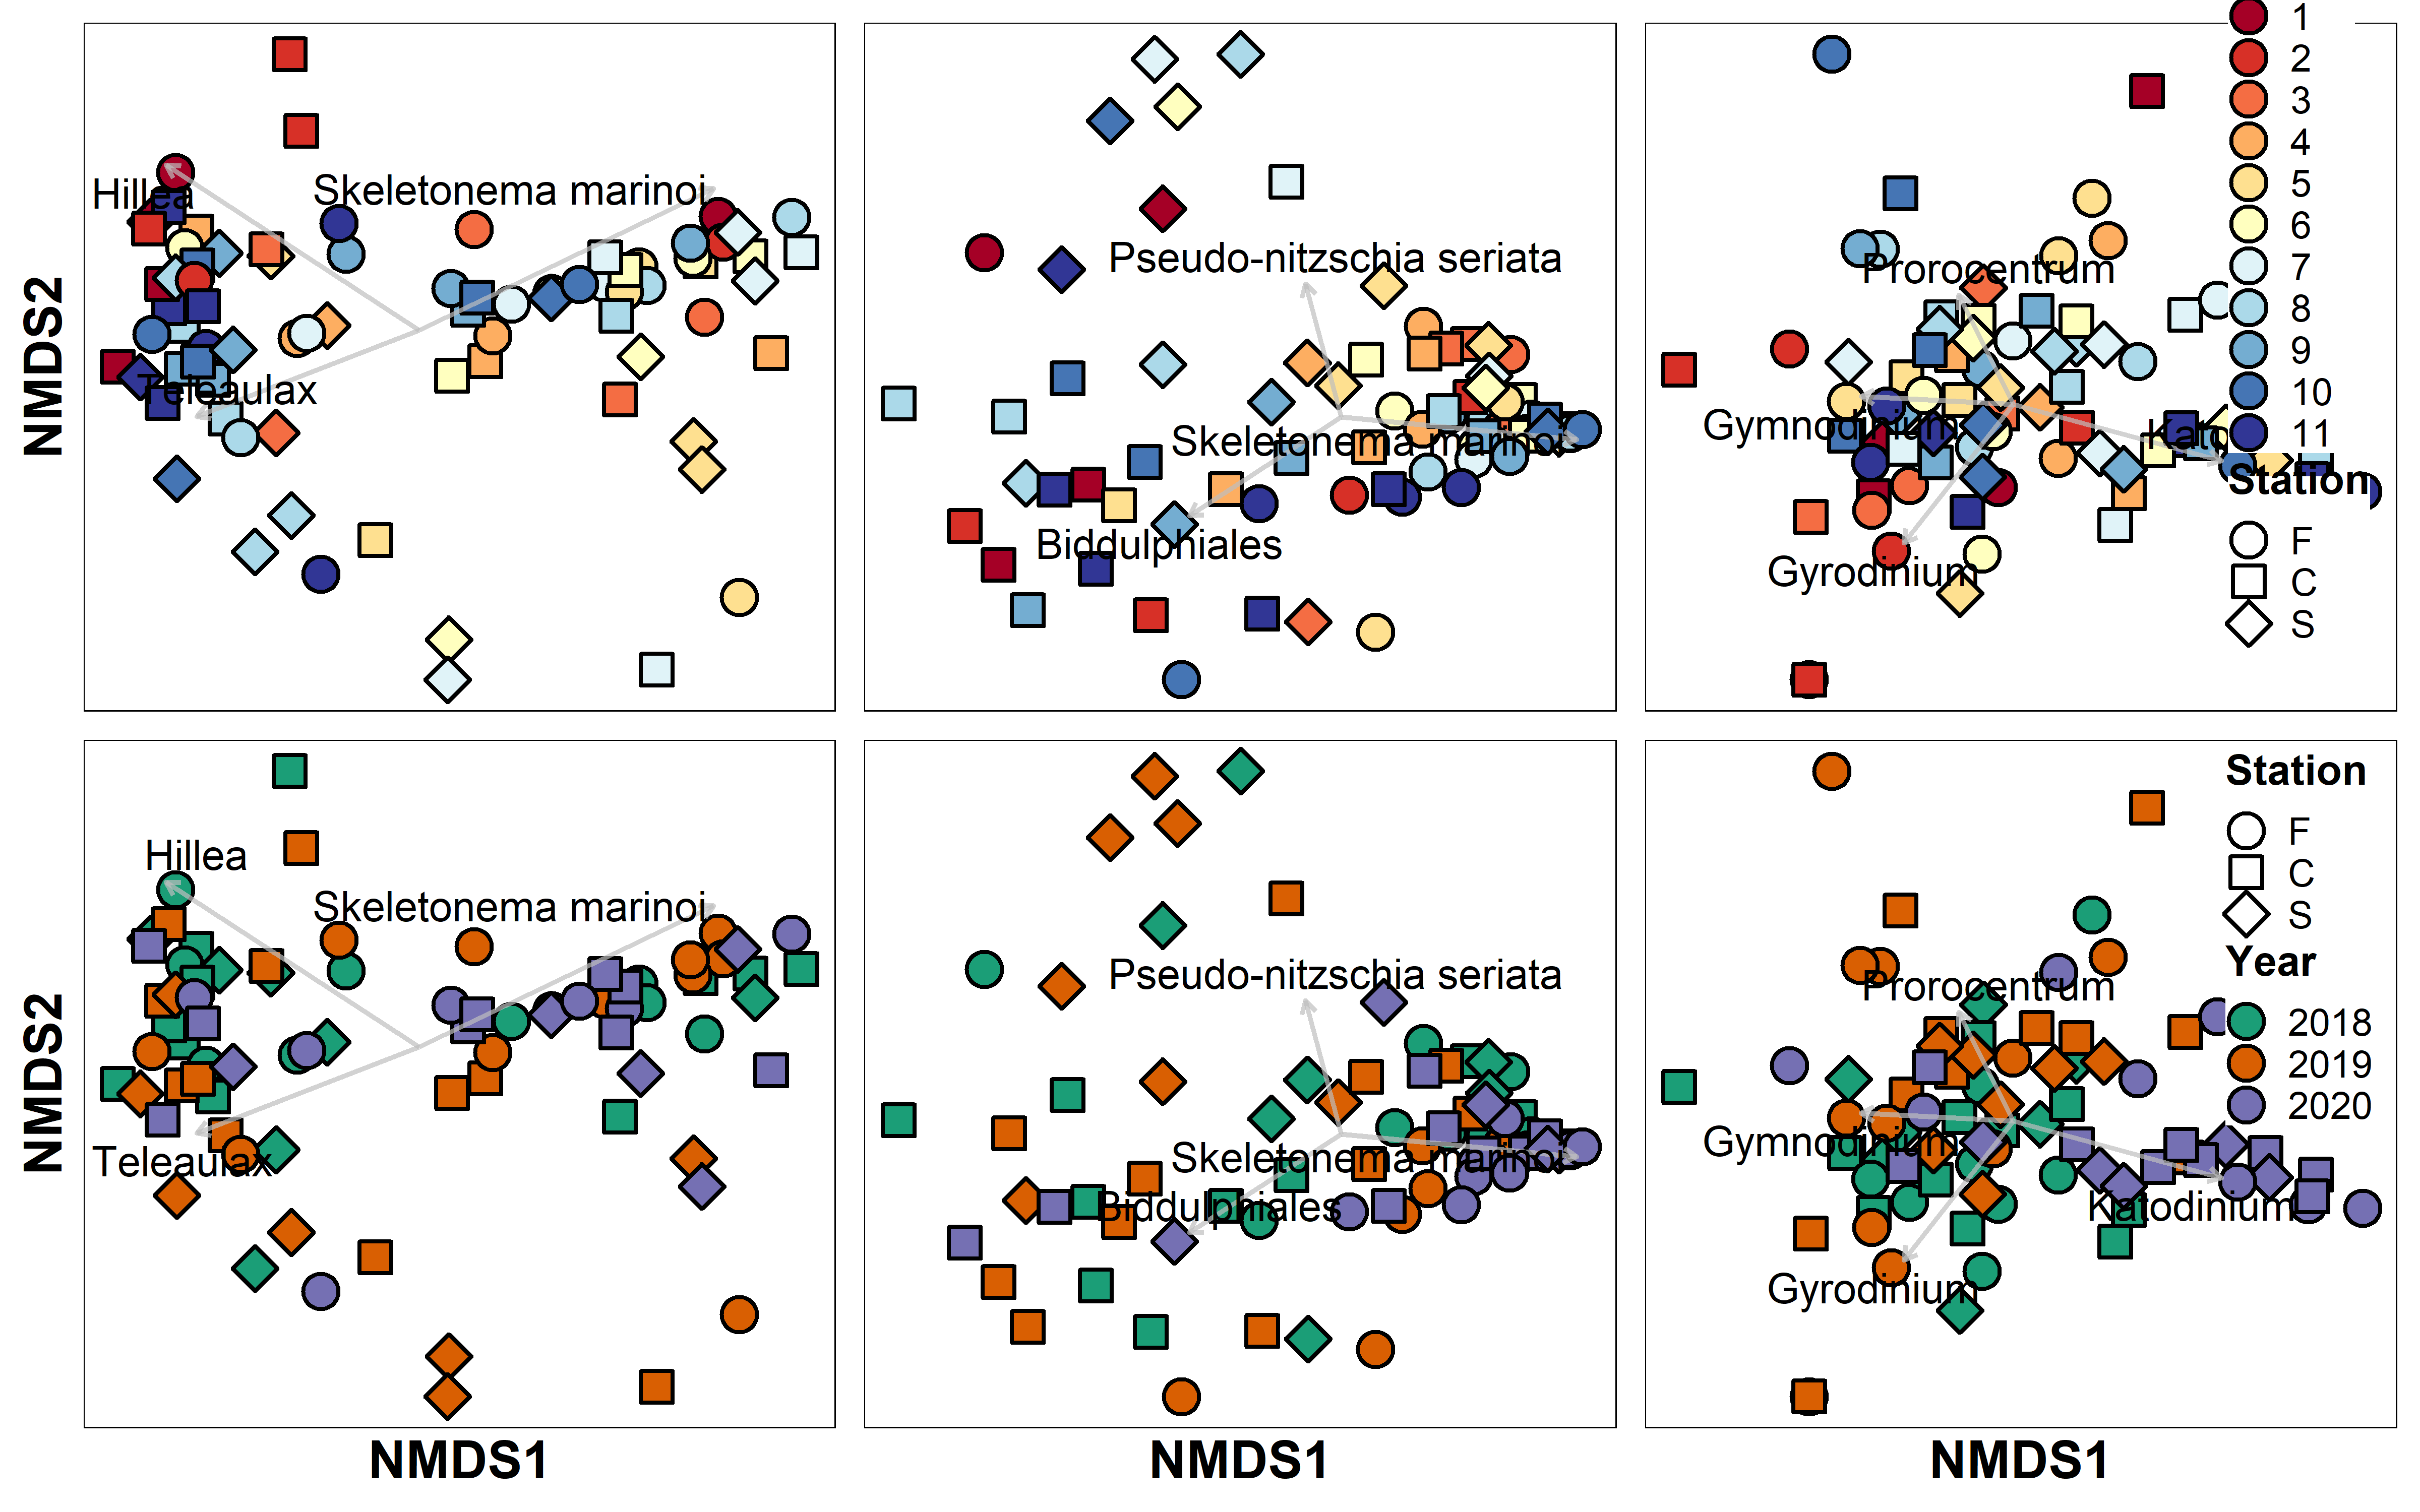 1
2
3
4
5
6
7
8
9
10
11
Station
F
C
S
Hillea
Skeletonema marinoi
Teleaulax
NMDS2
Pseudo-nitzschia seriata
Skeletonema marinoi
Biddulphiales
Prorocentrum
Gymnodinium
Gyrodinium
Hillea
Skeletonema marinoi
Teleaulax
NMDS2
NMDS1
Pseudo-nitzschia seriata
Skeletonema marinoi
Biddulphiales
NMDS1
Prorocentrum
Gymnodinium
Katodinium
Gyrodinium
NMDS1
Station
F
C
S
Year
2018
2019
2020